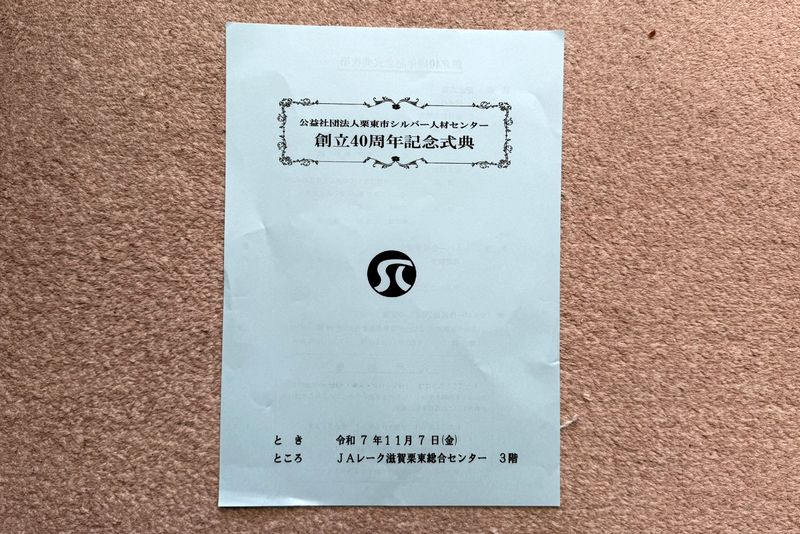 公益社団法人栗東市シルバー人材センター
創立40周年記念式典
とき 令和7年11月7日(金)
ところ JAレーク滋賀栗東総合センター 3階